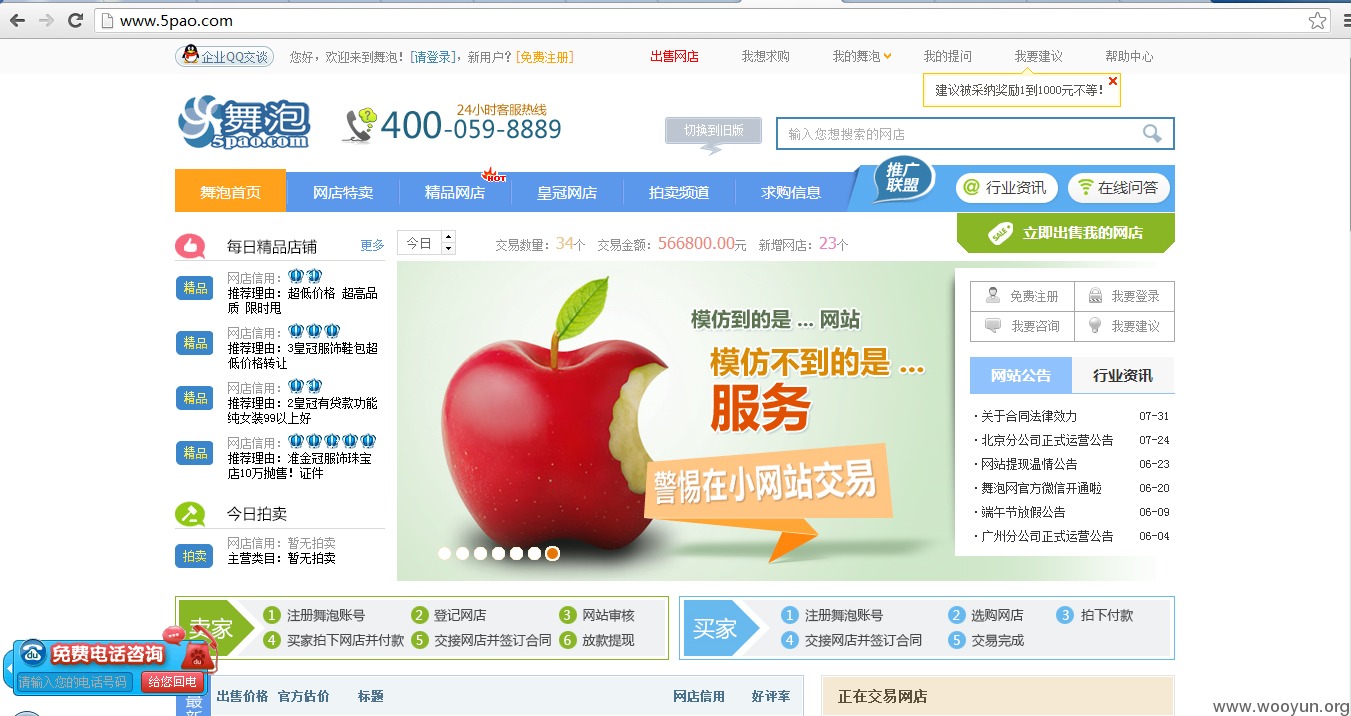 www.5pao.com
企业QQ交谈 您好，欢迎来到舞泡！[请登录]，新用户？[免费注册] 出售网店 我想求购 我的舞泡 我的提问 我要建议 帮助中心
建议被采纳奖励1到1000元不等！
舞泡 5pao.com
24小时客服热线
400-059-8889
切换到旧版
输入您想搜索的网店
舞泡首页 网店特卖 精品网店 HOT 皇冠网店 拍卖频道 求购信息 推广联盟 @ 行业资讯 在线问答
SALE 立即出售我的网店
每日精品店铺 更多
今日 交易数量：34个 交易金额：566800.00元 新增网店：23个
精品 网店信用：
推荐理由：超低价格 超高品
质 限时甩
精品 网店信用：
推荐理由：3皇冠服饰鞋包超
低价格转让
精品 网店信用：
推荐理由：2皇冠有贷款功能
纯女装99以上好
精品 网店信用：
推荐理由：准金冠服饰珠宝
店10万抛售！证件
今日拍卖
拍卖 网店信用：暂无拍卖
主营类目：暂无拍卖
模仿到的是 ... 网站
模仿不到的是 ...
服务
警惕在小网站交易
免费注册 我要登录
我要咨询 我要建议
网站公告 行业资讯
·关于合同法律效力 07-31
·北京分公司正式运营公告 07-24
·网站提现温情公告 06-23
·舞泡网官方微信开通啦 06-20
·端午节放假公告 06-09
·广州分公司正式运营公告 06-04
卖家 1 注册舞泡账号 2 登记网店 3 网站审核
4 买家拍下网店并付款 5 交接网店并签订合同 6 放款提现
买家 1 注册舞泡账号 2 选购网店 3 拍下付款
4 交接网店并签订合同 5 交易完成
du 免费电话咨询 du
请输入您的电话号码 给您回电
最新 出售价格 官方估价 标题 网店信用 好评率
正在交易网店
www.wooyun.org